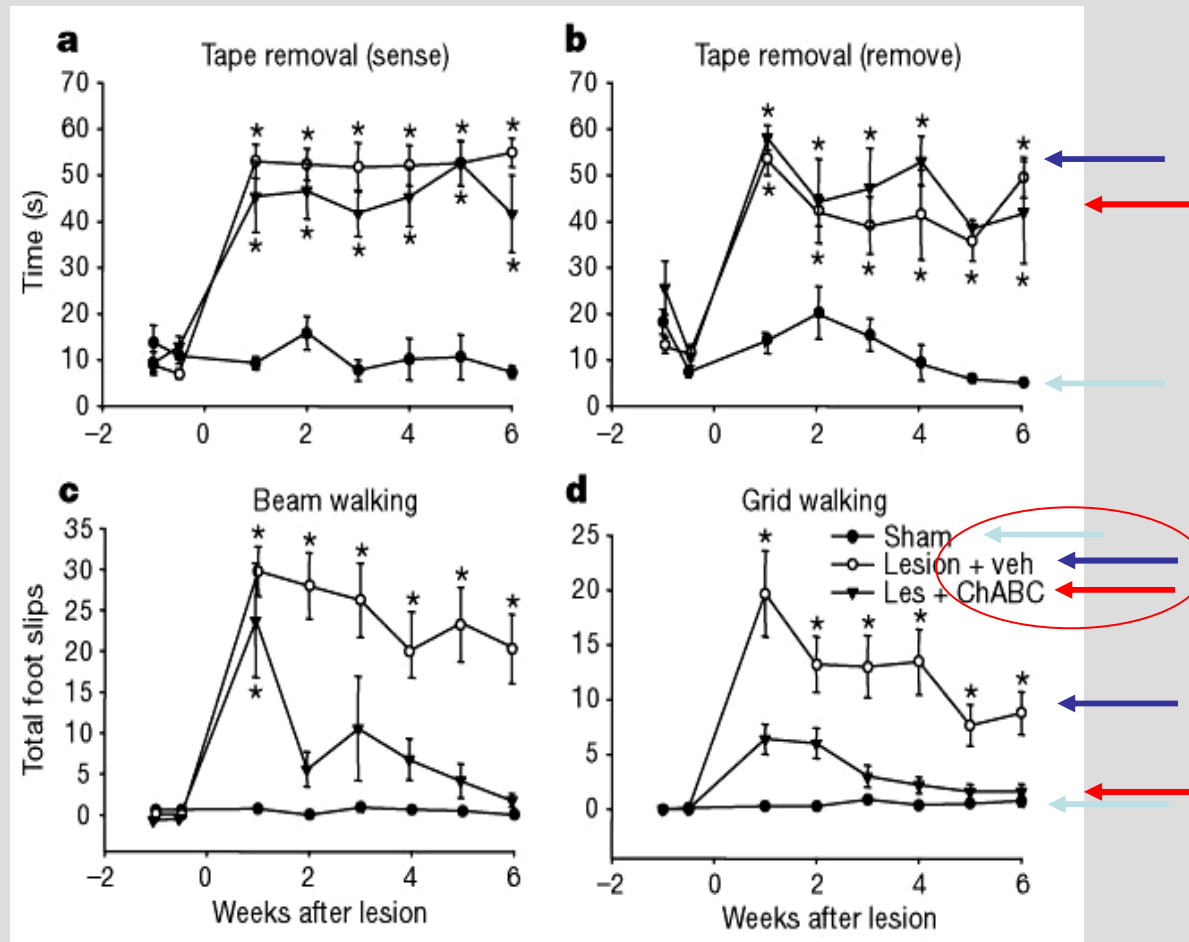 a
Tape removal (sense)
70
60
50
40
30
20
10
0
Time (s)
−2
0
2
4
6
* * * * * *
* * * * * *
b
Tape removal (remove)
70
60
50
40
30
20
10
0
−2
0
2
4
6
* * * * *
* * * * * *
c
Beam walking
35
30
25
20
15
10
5
0
Total foot slips
−2
0
2
4
6
Weeks after lesion
* * * * * *
*
d
Grid walking
25
20
15
10
5
0
−2
0
2
4
6
Weeks after lesion
* * * * * *
Sham
Lesion + veh
Les + ChABC